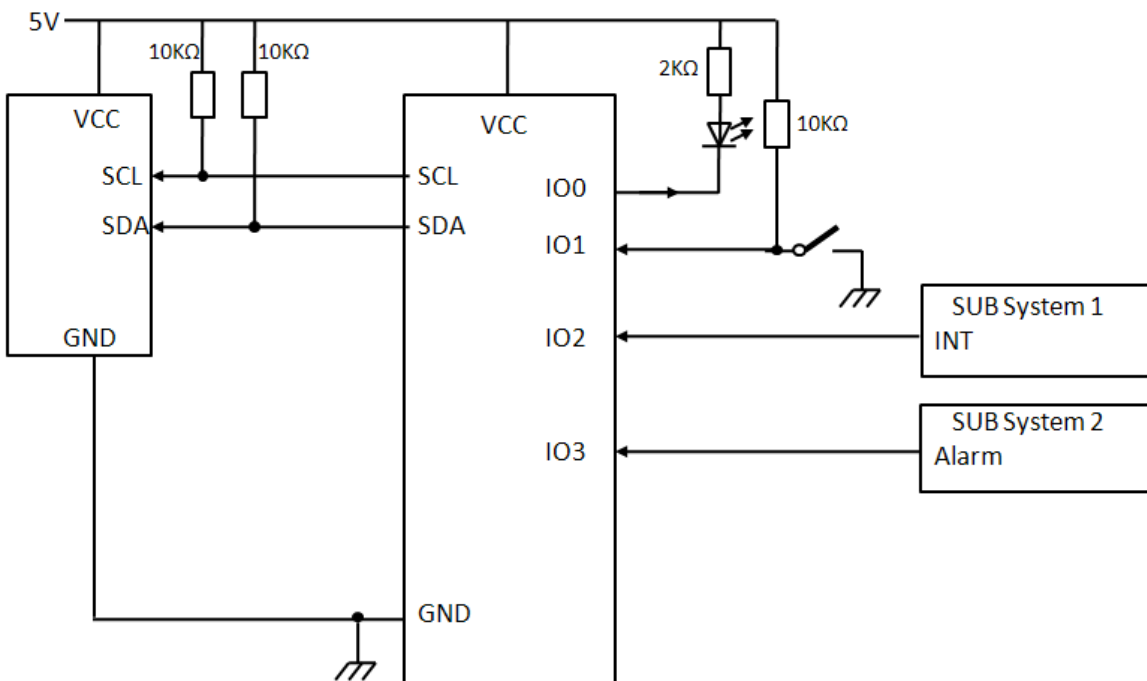 5V
10KΩ
10KΩ
2KΩ
10KΩ
VCC
SCL
SDA
GND
VCC
SCL
SDA
GND
IO0
IO1
IO2
IO3
SUB System 1
INT
SUB System 2
Alarm